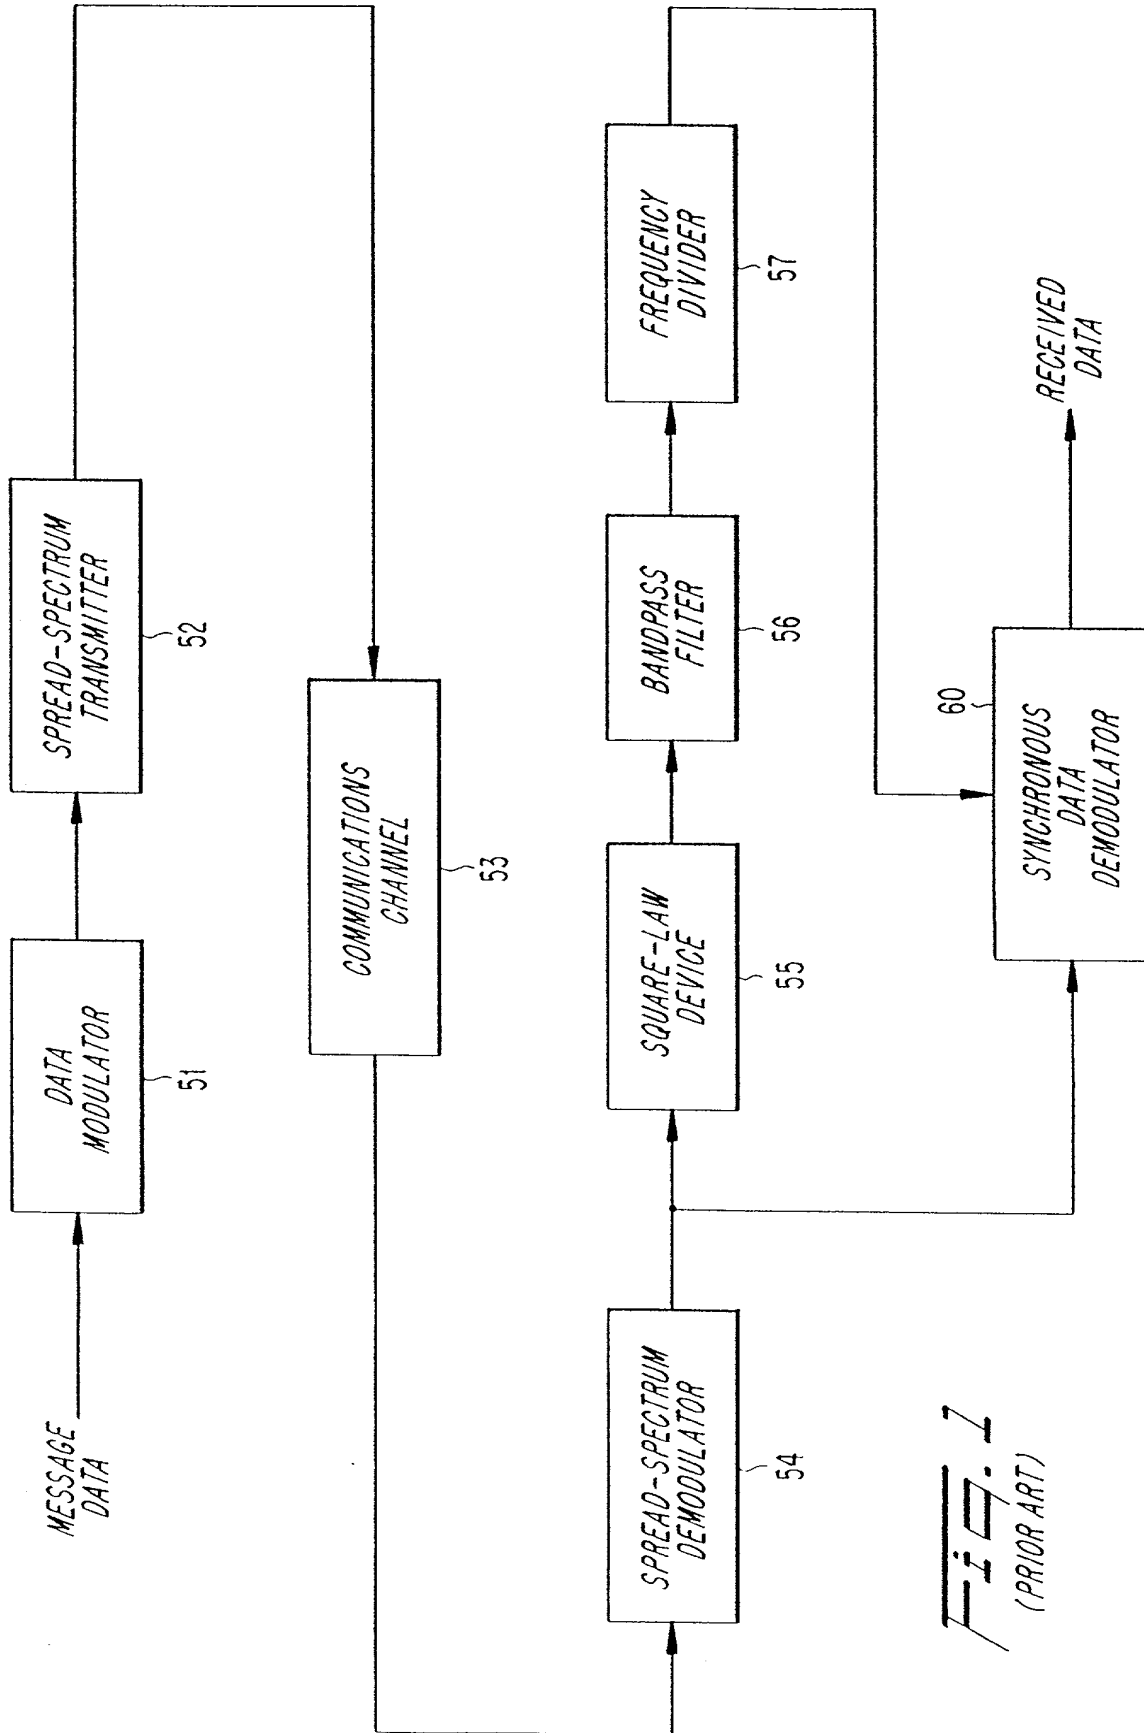 MESSAGE
DATA
DATA
MODULATOR
51
SPREAD-SPECTRUM
TRANSMITTER
52
COMMUNICATIONS
CHANNEL
53
SPREAD-SPECTRUM
DEMODULATOR
54
SQUARE-LAW
DEVICE
55
BANDPASS
FILTER
56
FREQUENCY
DIVIDER
57
60
SYNCHRONOUS
DATA
DEMODULATOR
RECEIVED
DATA
Fig. 1
(PRIOR ART)